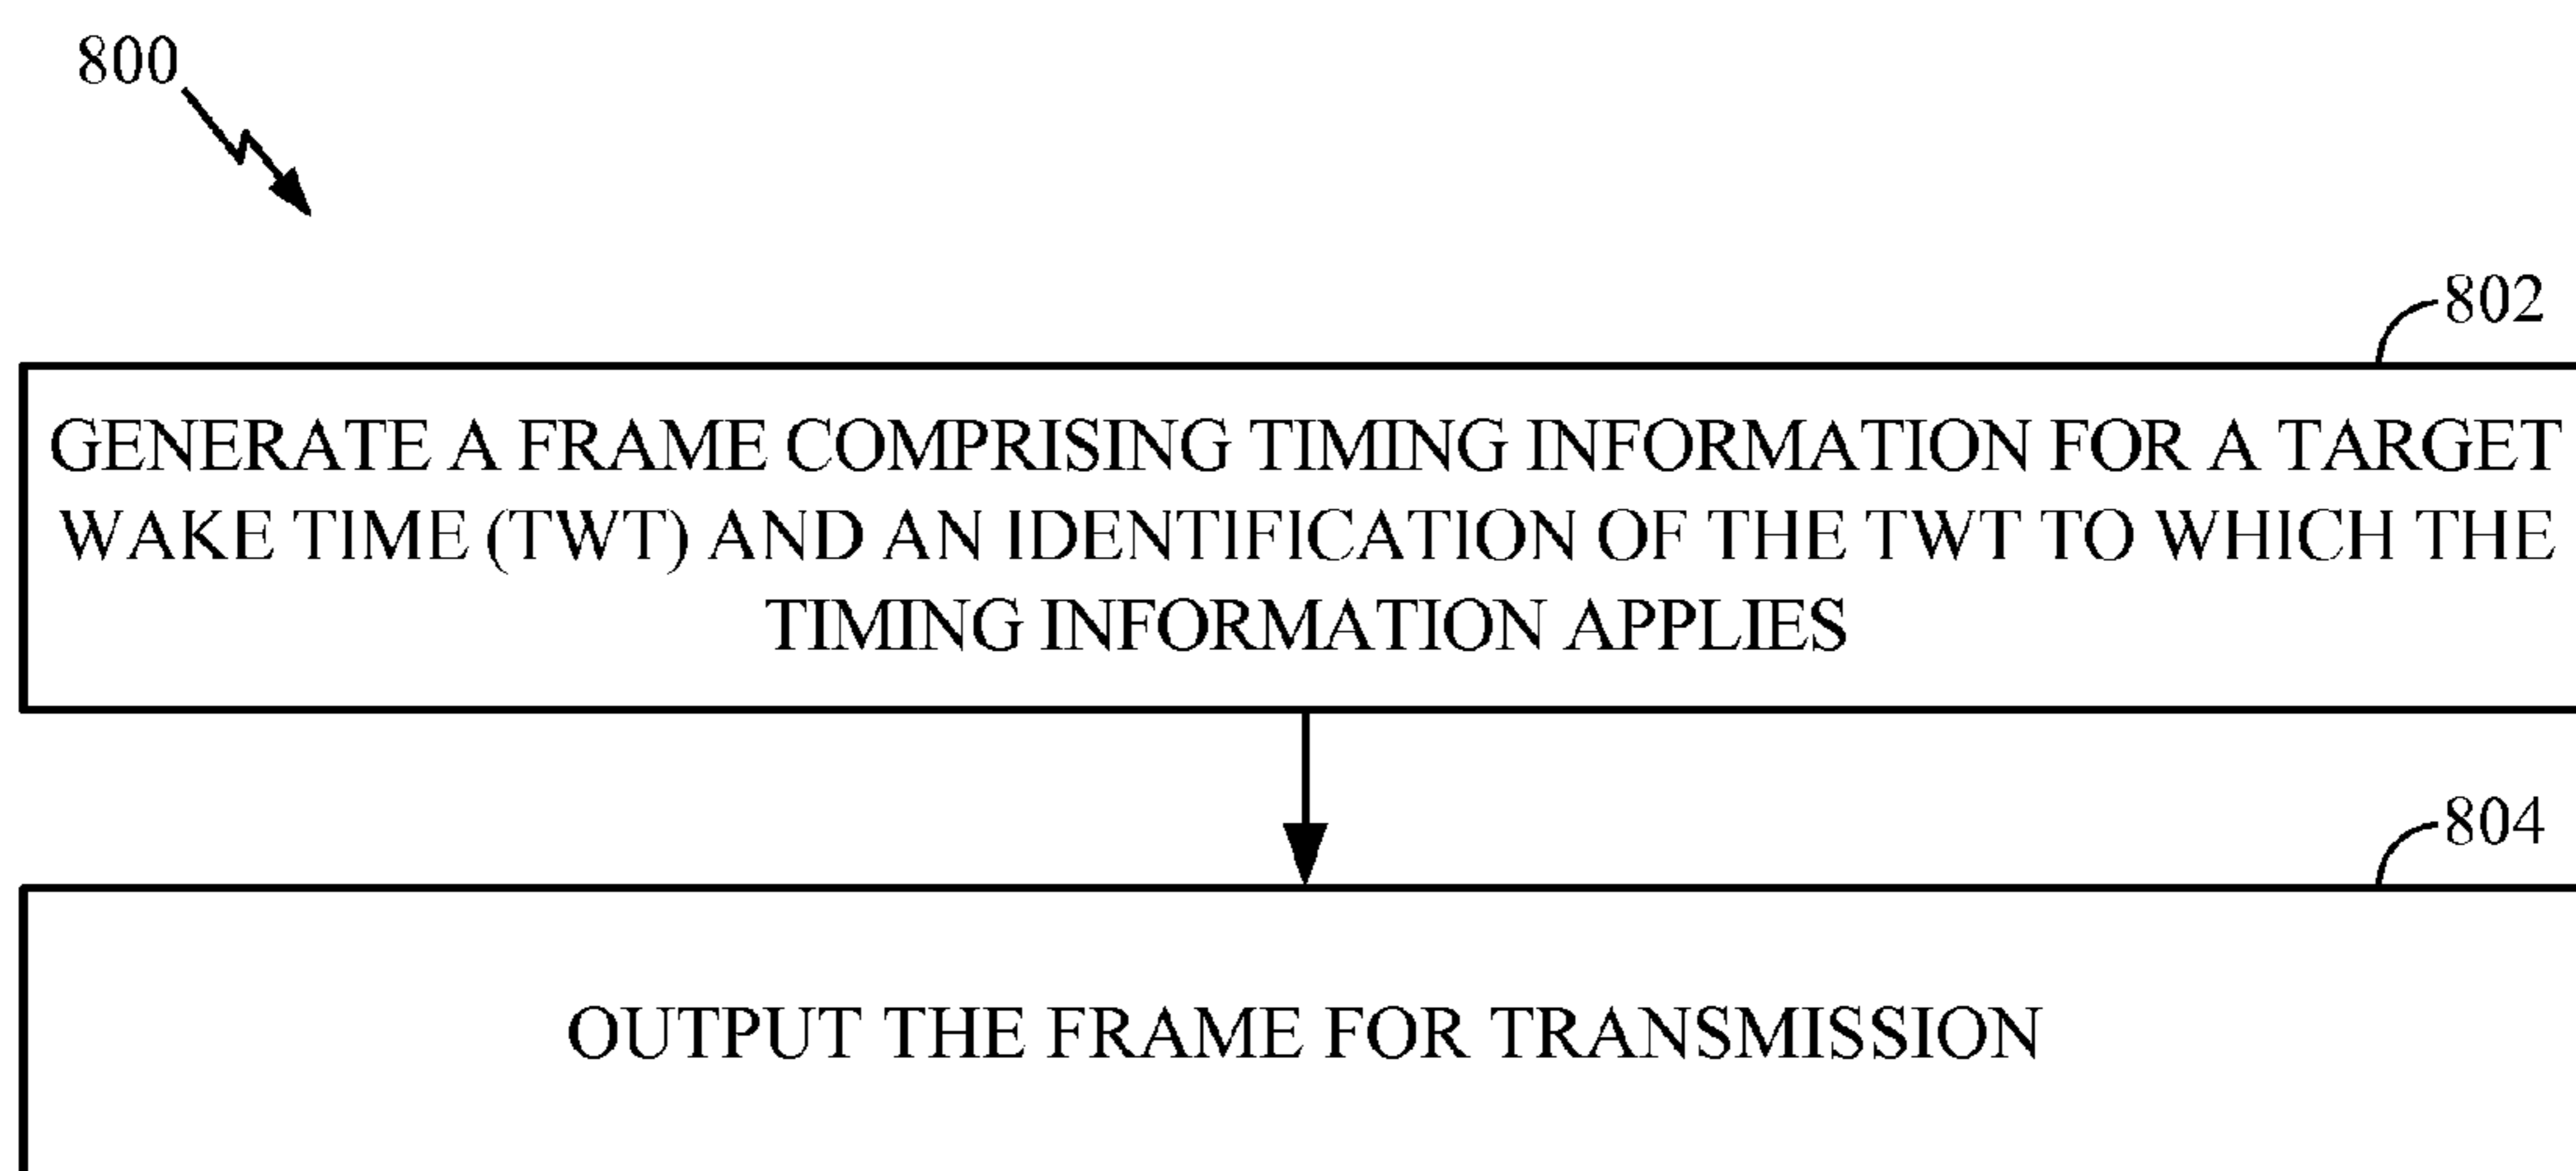 800
802
GENERATE A FRAME COMPRISING TIMING INFORMATION FOR A TARGET
WAKE TIME (TWT) AND AN IDENTIFICATION OF THE TWT TO WHICH THE
TIMING INFORMATION APPLIES
804
OUTPUT THE FRAME FOR TRANSMISSION